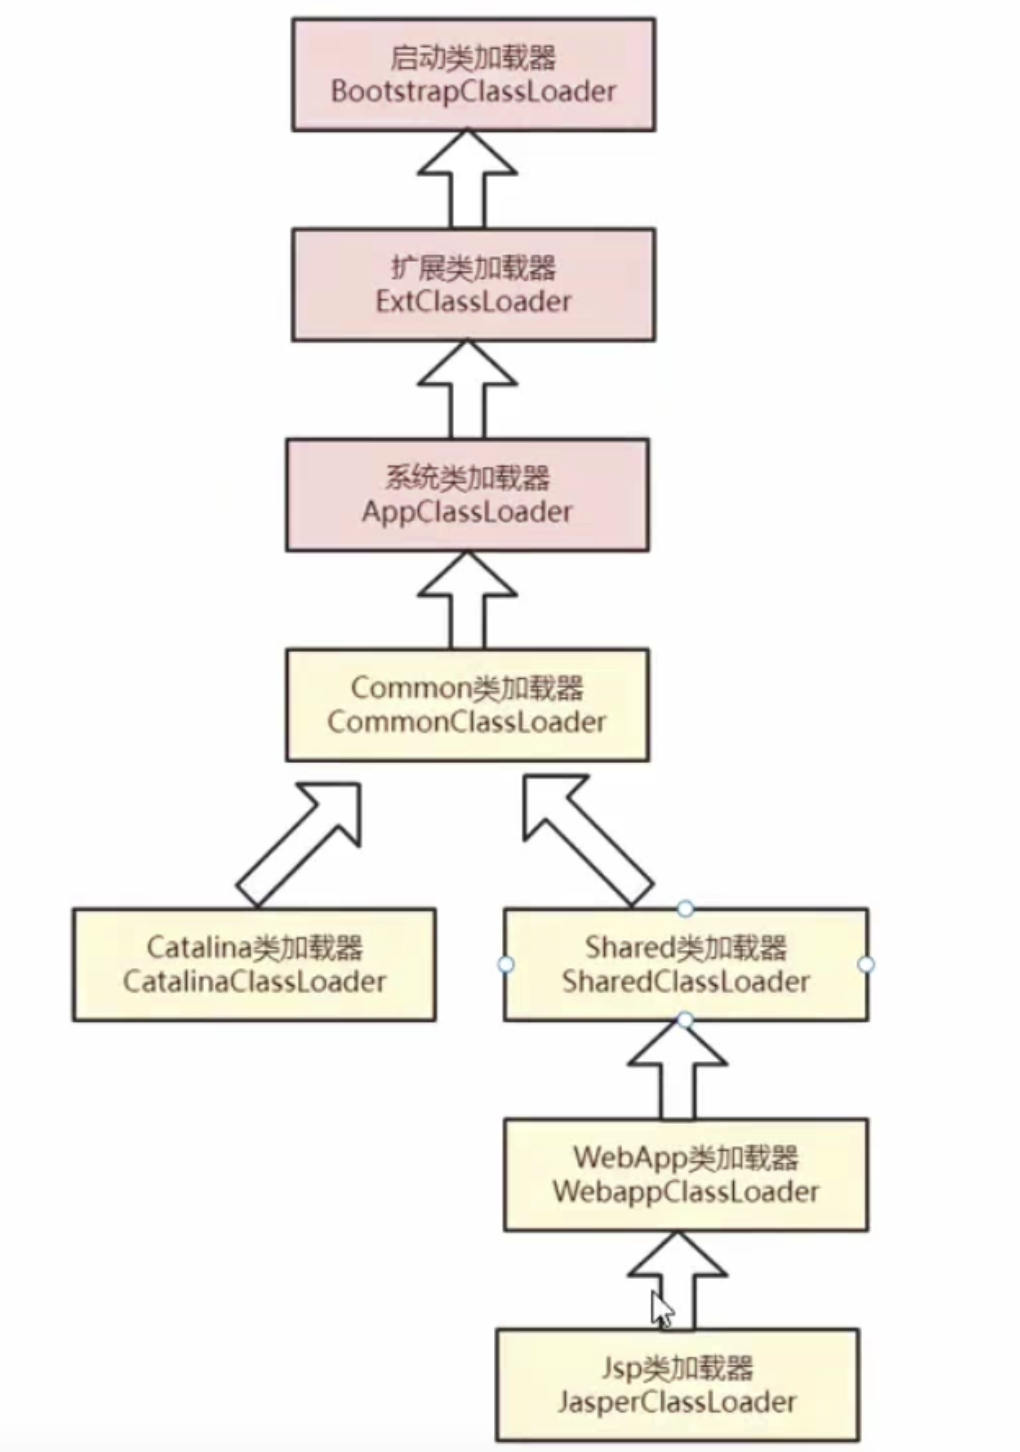 启动类加载器
BootstrapClassLoader
扩展类加载器
ExtClassLoader
系统类加载器
AppClassLoader
Common类加载器
CommonClassLoader
Catalina类加载器
CatalinaClassLoader
Shared类加载器
SharedClassLoader
WebApp类加载器
WebappClassLoader
Jsp类加载器
JasperClassLoader